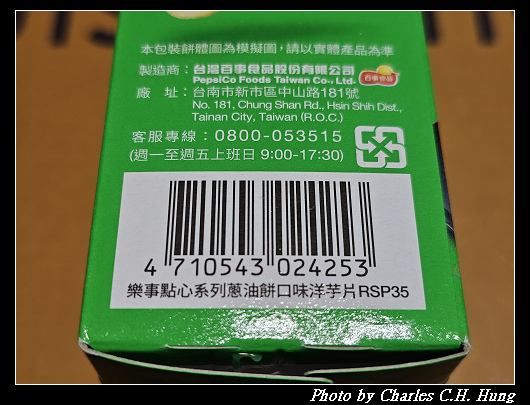 本包裝餅體圖為模擬圖，請以實體產品為準
製造商：台灣百事食品股份有限公司
PepsiCo Foods Taiwan Co., Ltd.
百事食品
廠　址：台南市新市區中山路181號
No. 181, Chung Shan Rd., Hsin Shih Dist.,
Tainan City, Taiwan (R.O.C.)
客服專線：0800-053515
(週一至週五上班日 9:00-17:30)
4 710543 024253
樂事點心系列蔥油餅口味洋芋片RSP35
Photo by Charles C.H. Hung